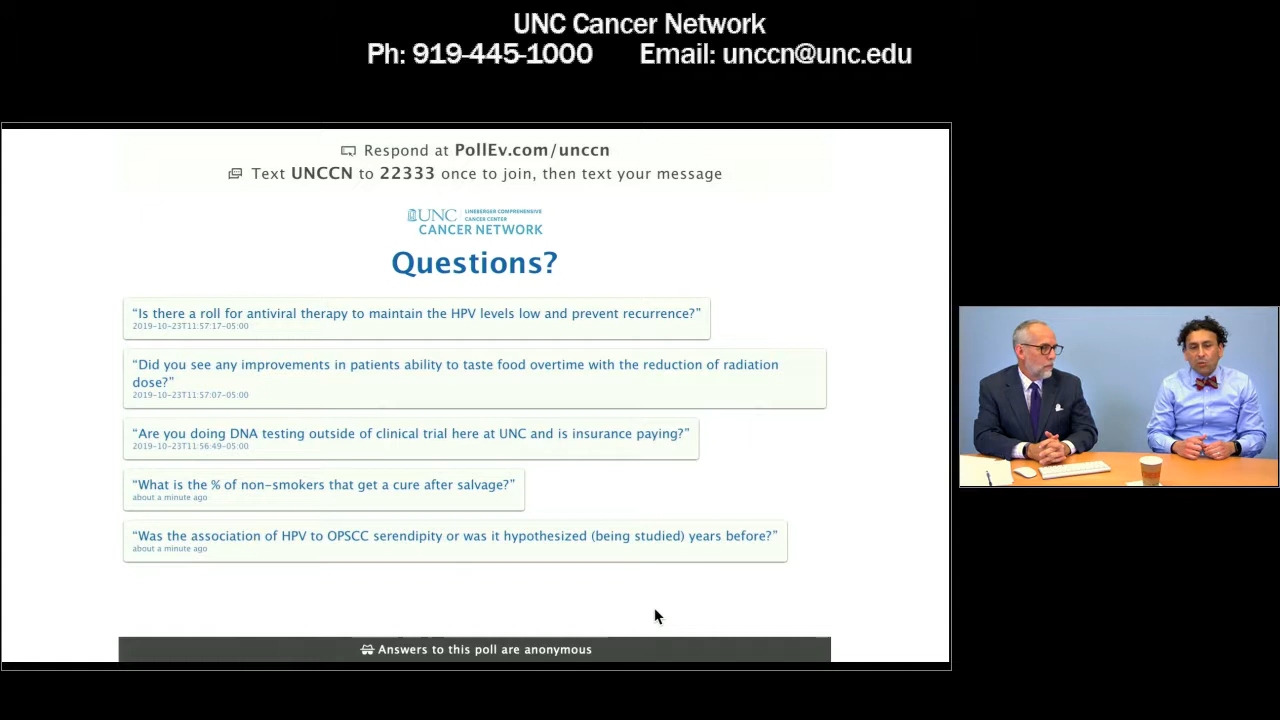 UNC Cancer Network
Ph: 919-445-1000 Email: unccn@unc.edu
Respond at PollEv.com/unccn
Text UNCCN to 22333 once to join, then text your message
UNC LINEBERGER COMPREHENSIVE
CANCER CENTER
CANCER NETWORK
Questions?
“Is there a roll for antiviral therapy to maintain the HPV levels low and prevent recurrence?”
2019-10-23T11:57:17-05:00
“Did you see any improvements in patients ability to taste food overtime with the reduction of radiation
dose?”
2019-10-23T11:57:07-05:00
“Are you doing DNA testing outside of clinical trial here at UNC and is insurance paying?”
2019-10-23T11:56:49-05:00
“What is the % of non-smokers that get a cure after salvage?”
about a minute ago
“Was the association of HPV to OPSCC serendipity or was it hypothesized (being studied) years before?”
about a minute ago
Answers to this poll are anonymous